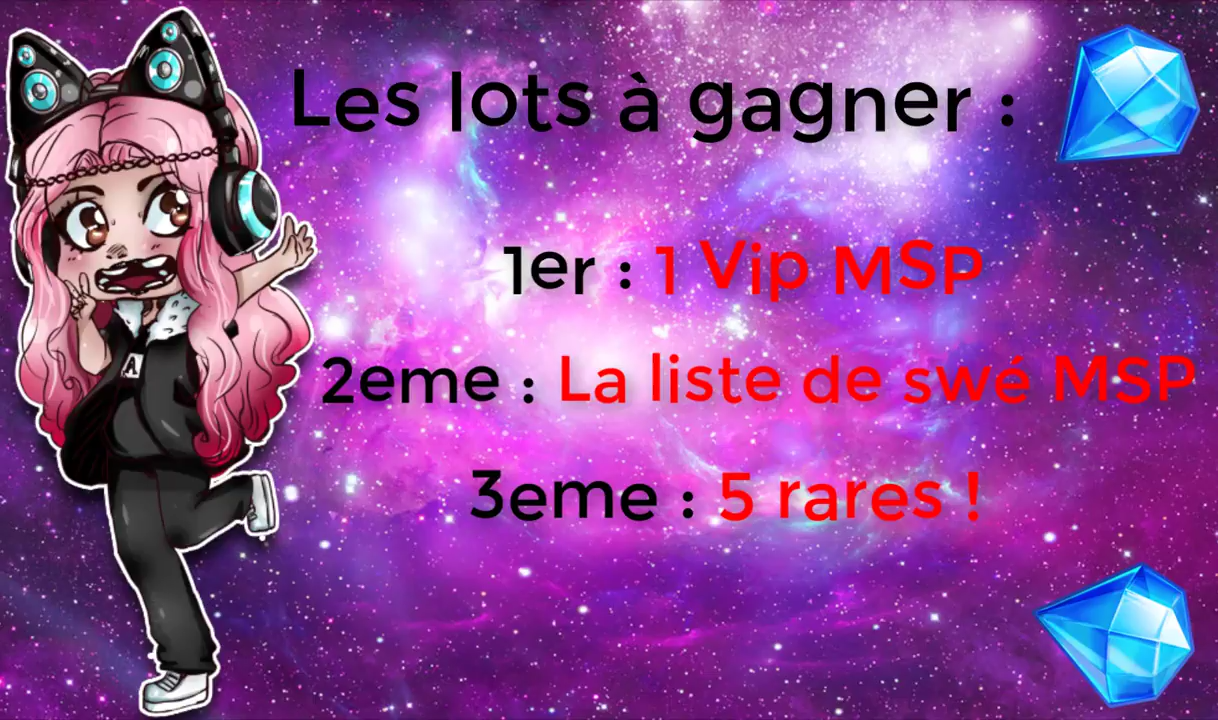 Les lots à gagner :
1er : 1 Vip MSP
2eme : La liste de swé MSP
3eme : 5 rares !
A